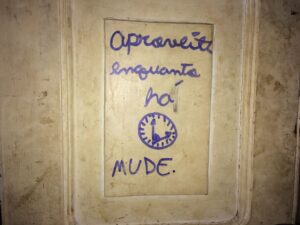 Aproveite
enquanto
há
MUDE.